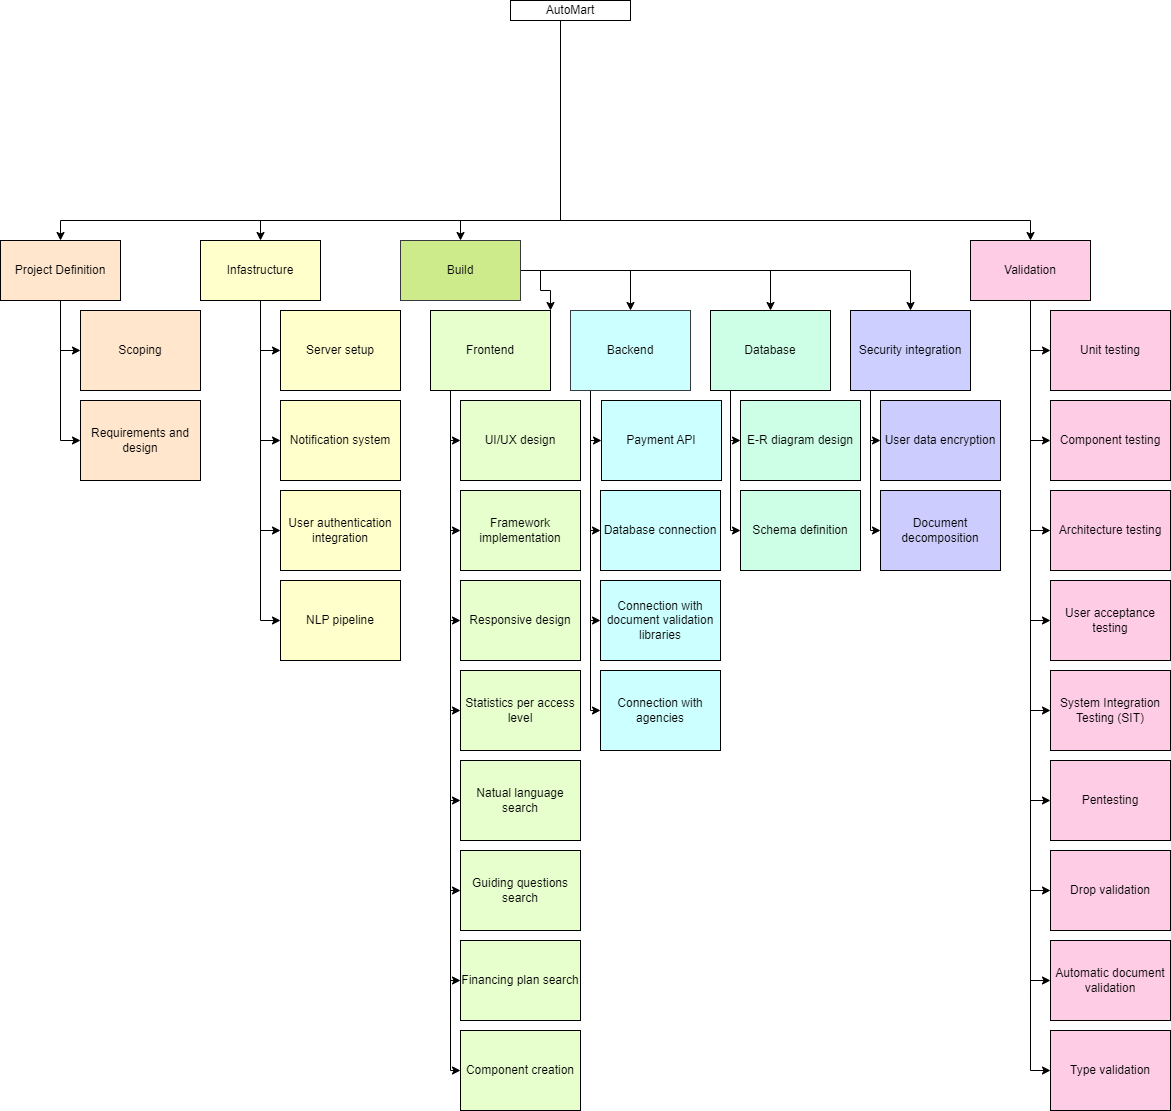 AutoMart
Project Definition
Scoping
Requirements and
design
Infastructure
Server setup
Notification system
User authentication
integration
NLP pipeline
Build
Frontend
UI/UX design
Framework
implementation
Responsive design
Statistics per access
level
Natual language
search
Guiding questions
search
Financing plan search
Component creation
Backend
Payment API
Database connection
Connection with
document validation
libraries
Connection with
agencies
Database
E-R diagram design
Schema definition
Security integration
User data encryption
Document
decomposition
Validation
Unit testing
Component testing
Architecture testing
User acceptance
testing
System Integration
Testing (SIT)
Pentesting
Drop validation
Automatic document
validation
Type validation